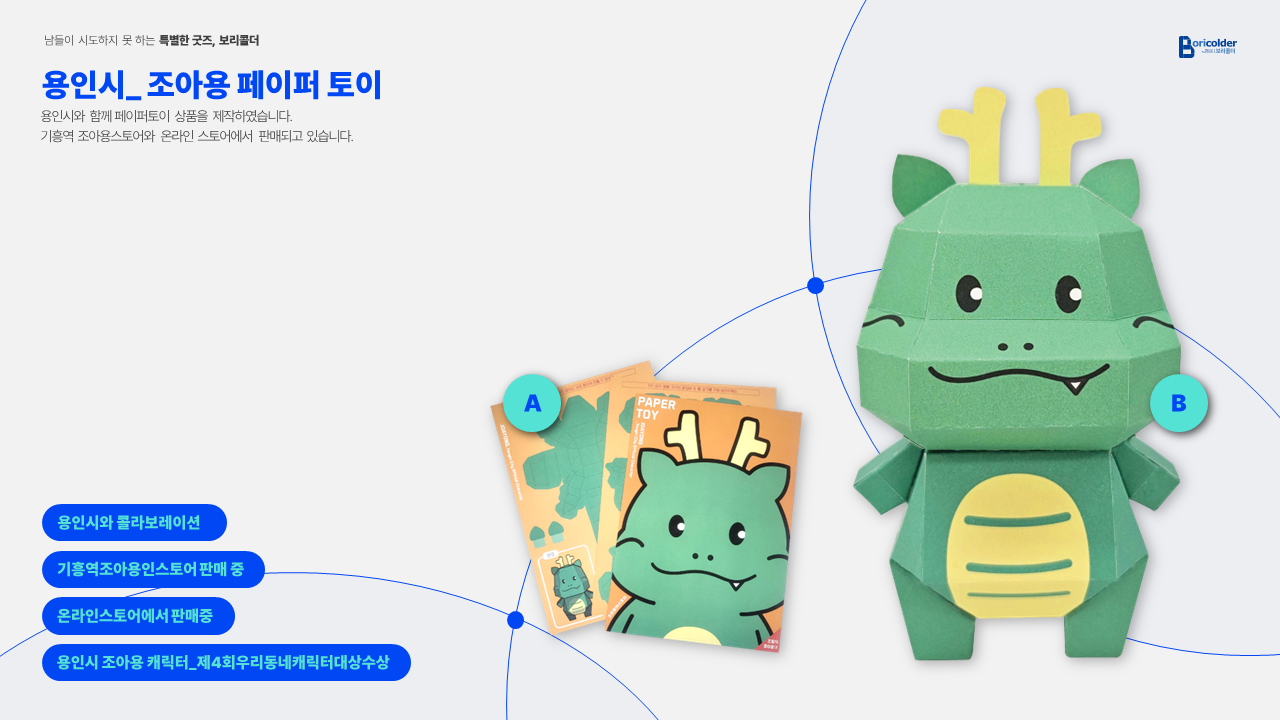 남들이 시도하지 못 하는 특별한 굿즈, 보리콜더
Boricolder
보리콜더
용인시_ 조아용 페이퍼 토이
용인시와 함께 페이퍼토이 상품을 제작하였습니다.
기흥역 조아용스토어와 온라인 스토어에서 판매되고 있습니다.
A
B
PAPER
TOY
용인시와 콜라보레이션
기흥역조아용인스토어 판매 중
온라인스토어에서 판매중
용인시 조아용 캐릭터_제4회우리동네캐릭터대상수상